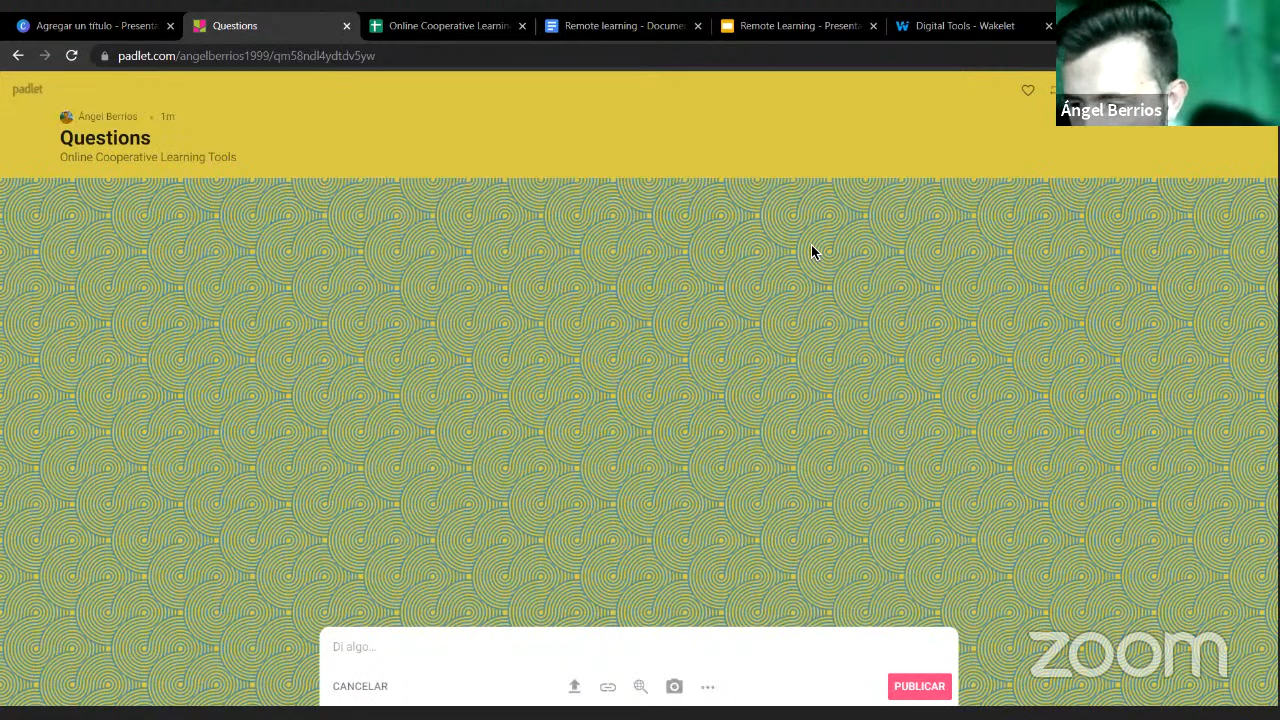 Agregar un título - Presenta
Questions
Online Cooperative Learnin
Remote learning - Docume
Remote Learning - Presenta
Digital Tools - Wakelet
padlet.com/angelberrios1999/qm58ndl4ydtdv5yw
padlet
Ángel Berrios • 1m
Questions
Online Cooperative Learning Tools
Ángel Berrios
Di algo...
CANCELAR
PUBLICAR
zoom